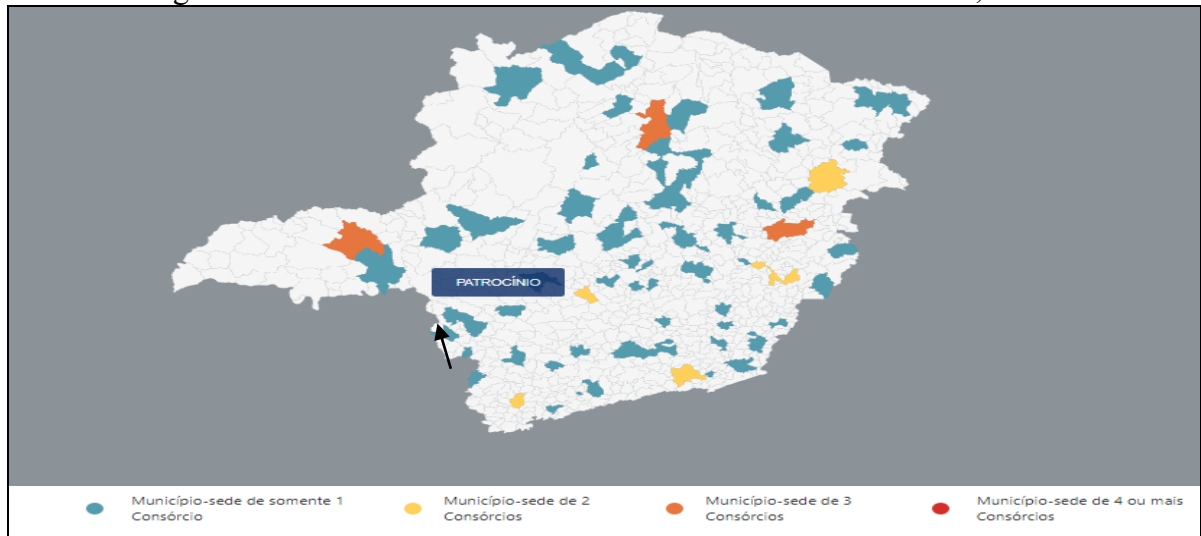 PATROCÍNIO
Município-sede de somente 1
Consórcio
Município-sede de 2
Consórcios
Município-sede de 3
Consórcios
Município-sede de 4 ou mais
Consórcios